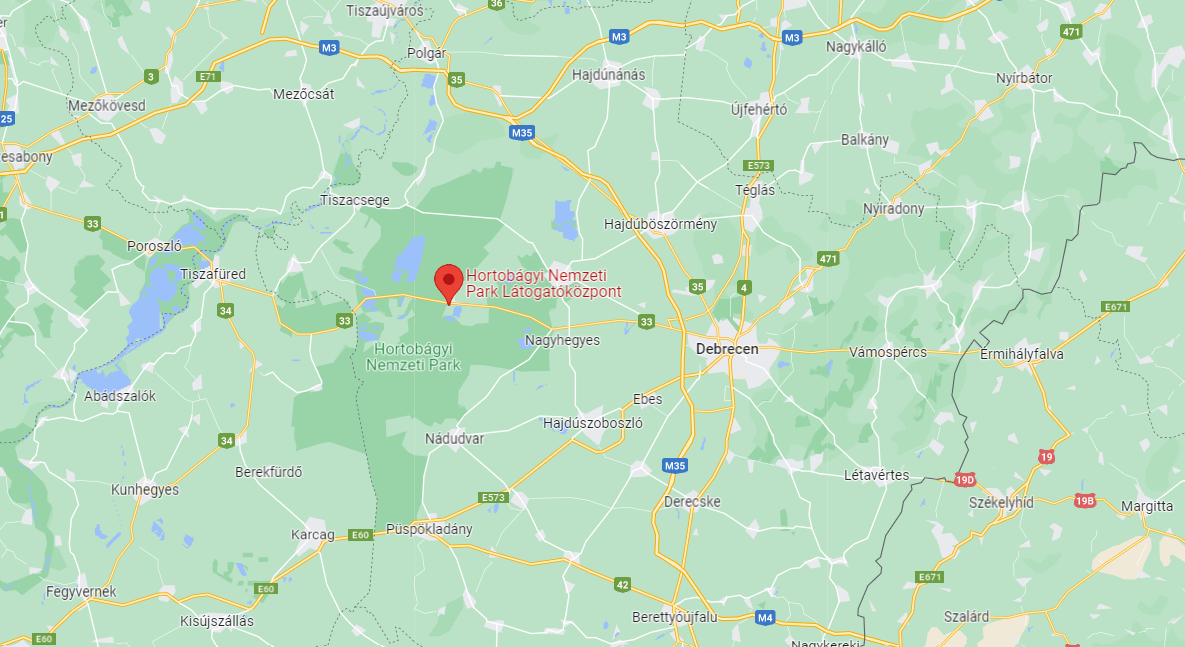 36
Tiszaújváros
471
M3
M3
M3
Nagykálló
Polgár
35
Hajdúnánás
3
E71
Nyírbátor
Mezőcsát
Mezőkövesd
Újfehértó
25
M35
Balkány
esabony
E573
Téglás
Tiszacsege
Nyíradony
33
Hajdúböszörmény
Poroszló
471
Tiszafüred
Hortobágyi Nemzeti
Park Látogatóközpont
35
4
34
33
33
E671
Nagyhegyes
Debrecen
Vámospércs
Érmihályfalva
Hortobágyi
Nemzeti Park
Abádszalók
Ebes
Hajdúszoboszló
34
Nádudvar
19
M35
Berekfürdő
Létavértes
19D
Kunhegyes
E573
Derecske
Székelyhíd
19B
Margitta
Karcag
E60
Püspökladány
42
E671
Fegyvernek
E60
Kisújszállás
Berettyóújfalu
M4
Szalárd
E60
Nagykereki